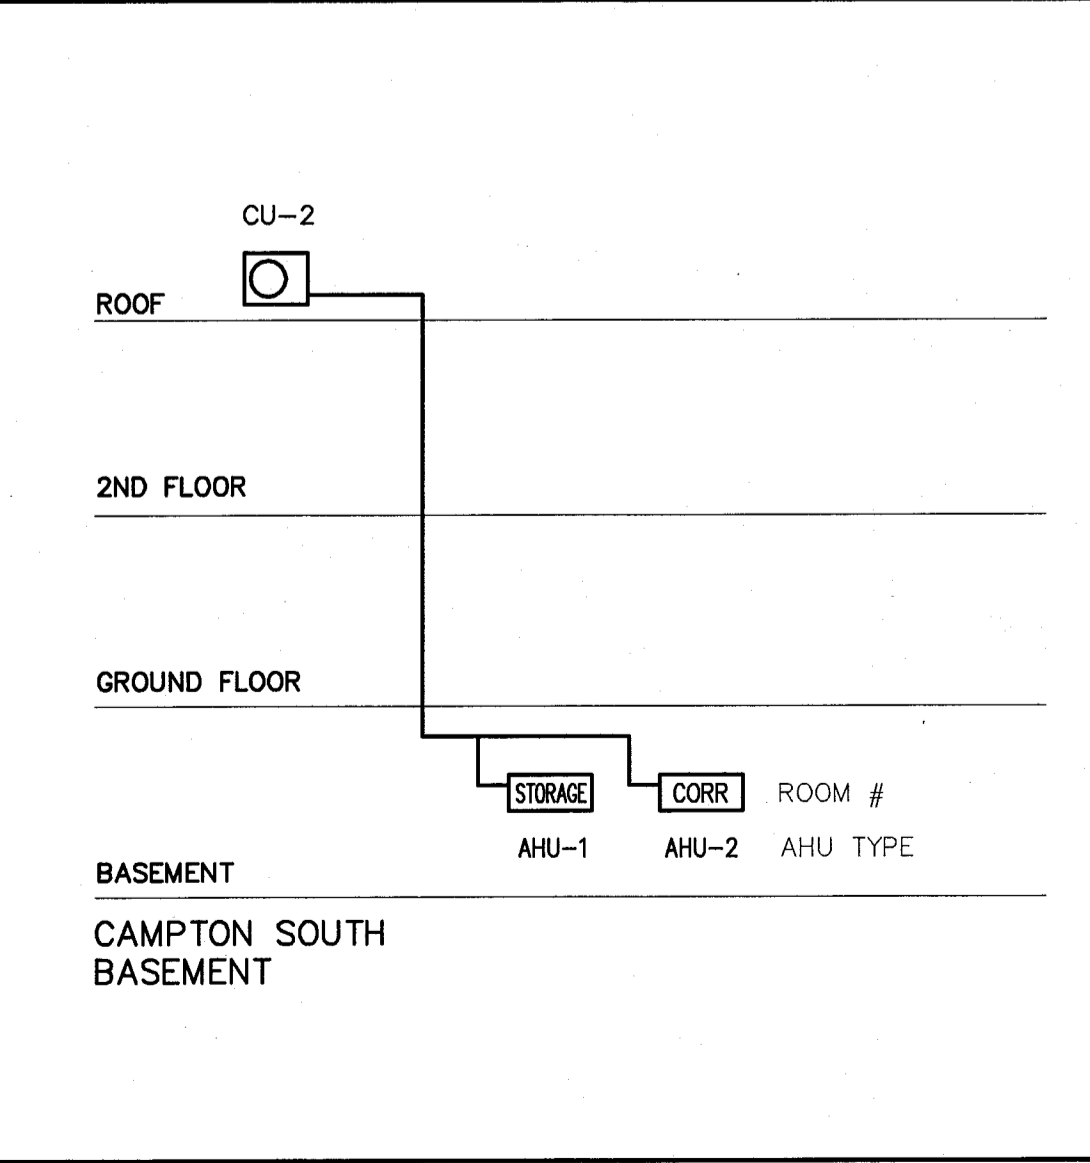 CU-2
ROOF
2ND FLOOR
GROUND FLOOR
STORAGE CORR ROOM #
AHU-1 AHU-2 AHU TYPE
BASEMENT
CAMPTON SOUTH
BASEMENT